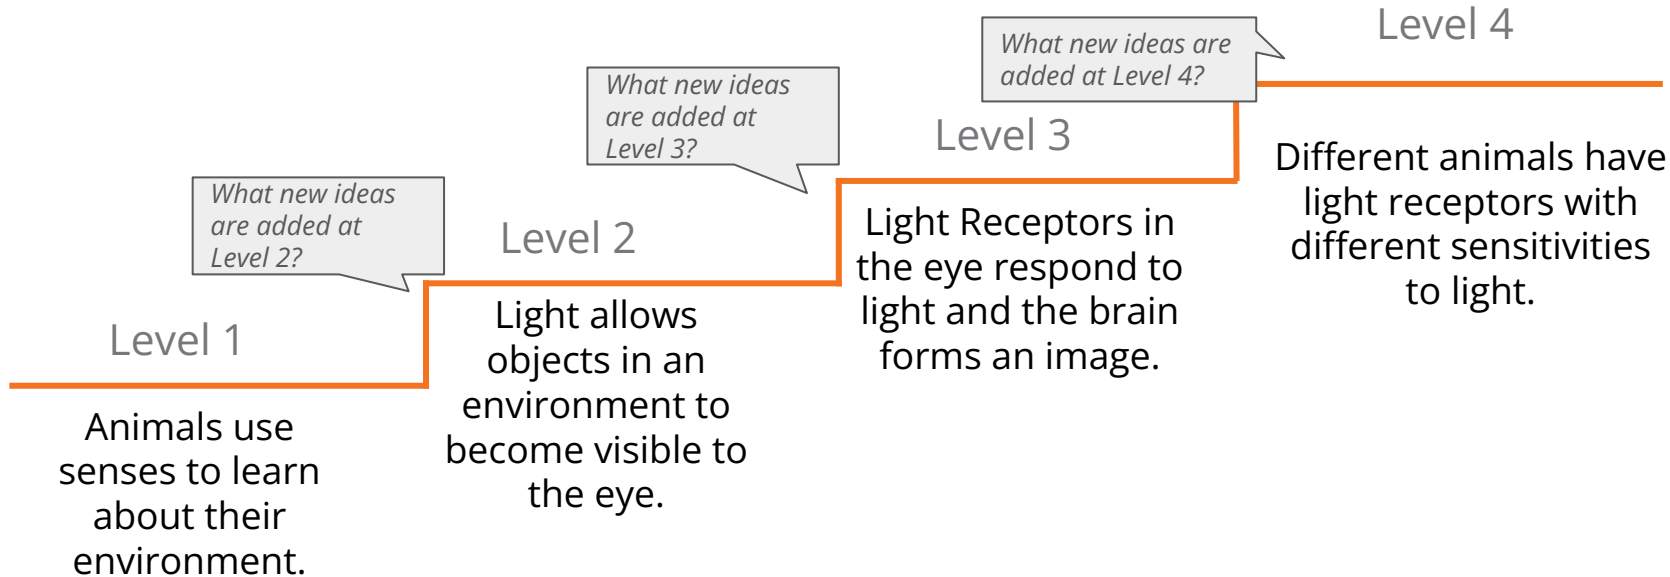 Level 1
Animals use
senses to learn
about their
environment.
What new ideas
are added at
Level 2?
Level 2
Light allows
objects in an
environment to
become visible to
the eye.
What new ideas
are added at
Level 3?
Level 3
Light Receptors in
the eye respond to
light and the brain
forms an image.
What new ideas are
added at Level 4?
Level 4
Different animals have
light receptors with
different sensitivities
to light.